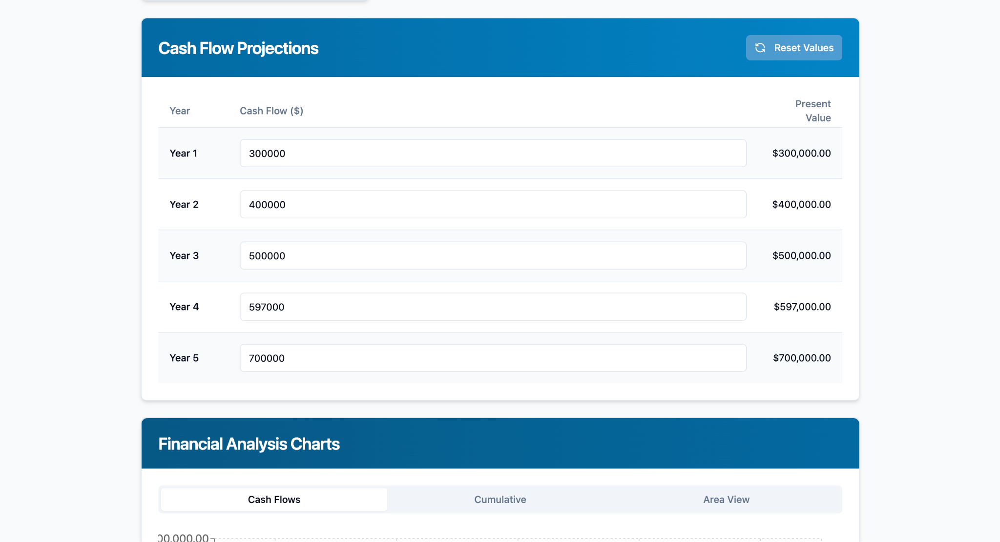 Cash Flow Projections
Reset Values
Year
Cash Flow ($)
Present
Value
Year 1
300000
$300,000.00
Year 2
400000
$400,000.00
Year 3
500000
$500,000.00
Year 4
597000
$597,000.00
Year 5
700000
$700,000.00
Financial Analysis Charts
Cash Flows
Cumulative
Area View
00,000.00